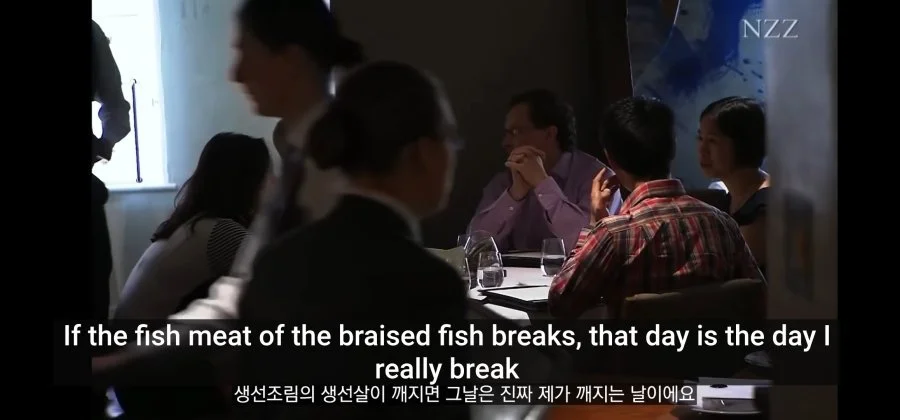 NZZ
If the fish meat of the braised fish breaks, that day is the day I
really break
생선조림의 생선살이 깨지면 그날은 진짜 제가 깨지는 날이에요